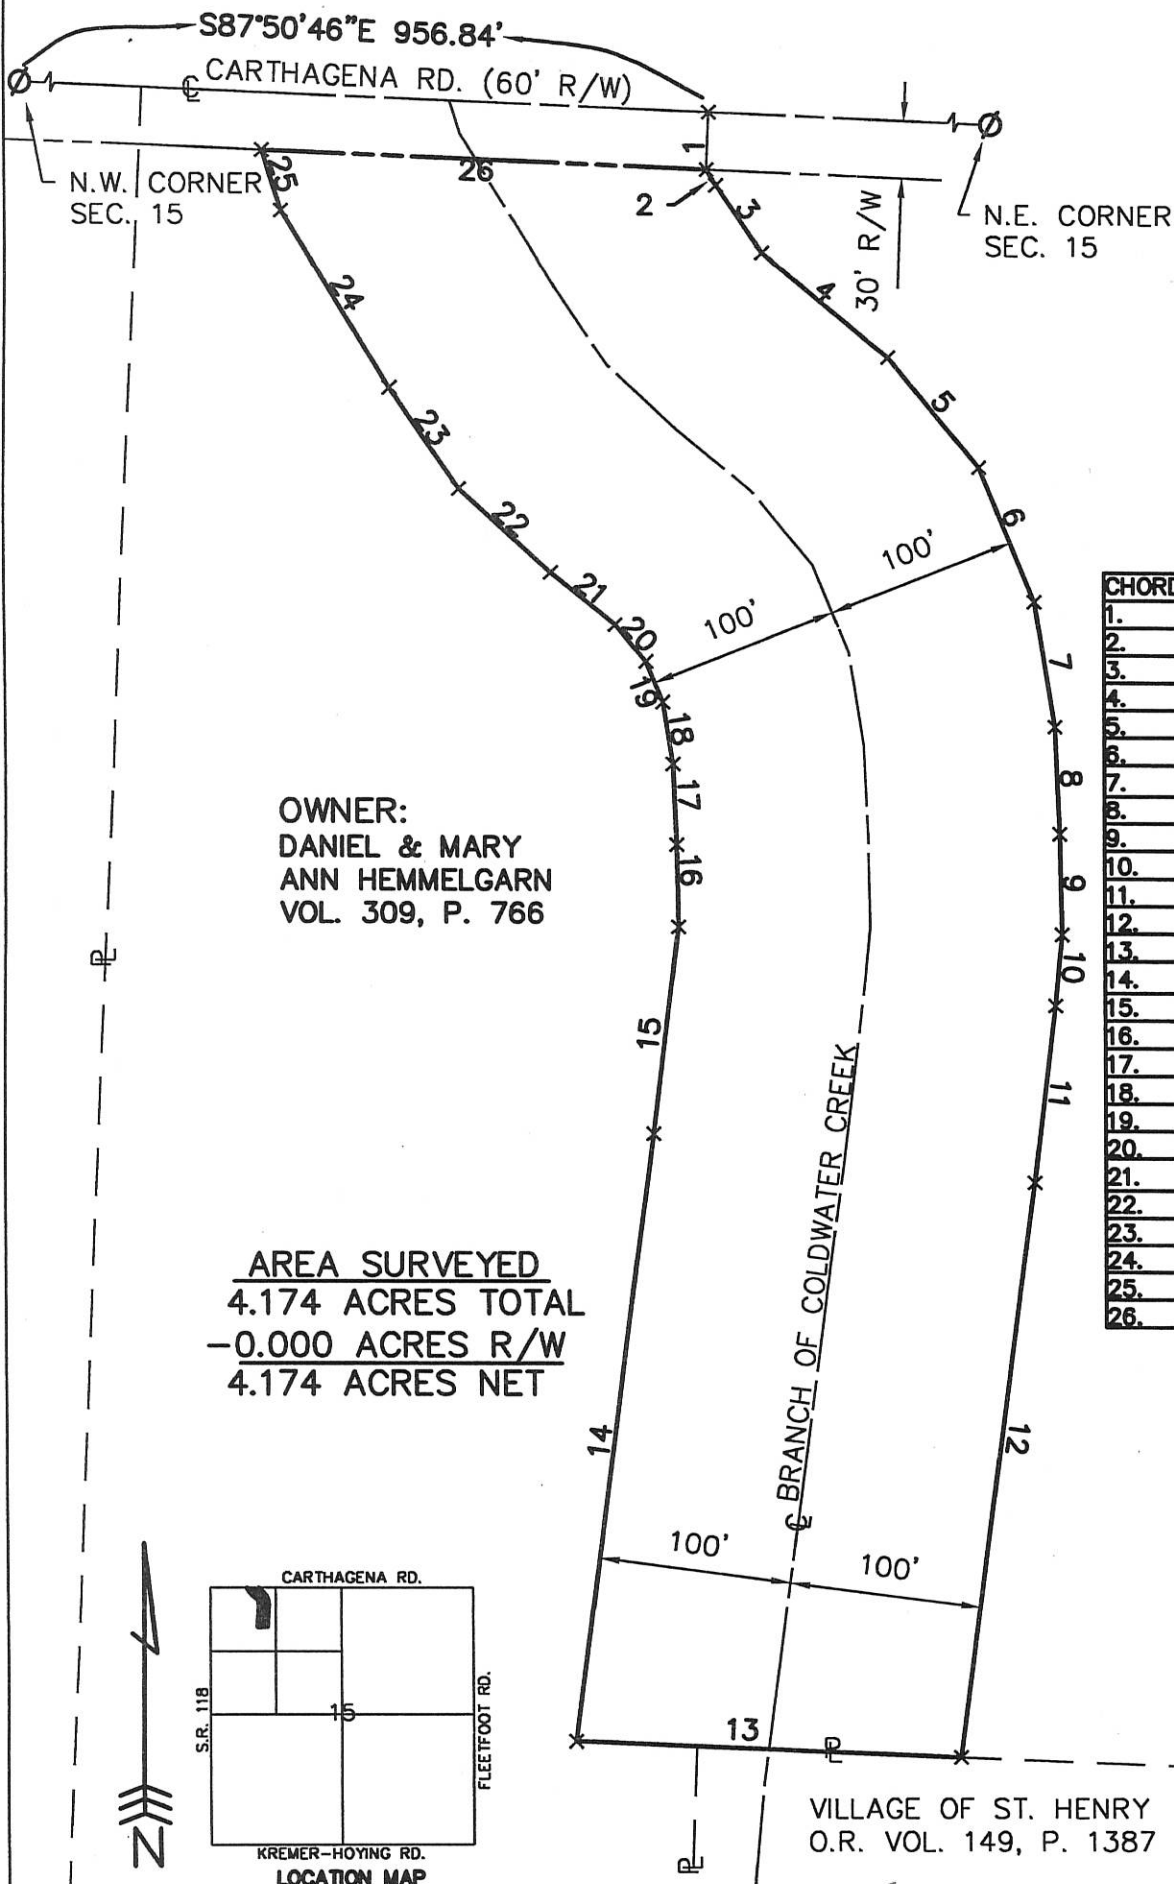 S87°50'46"E 956.84'
CARTHAGENA RD. (60' R/W)
N.W. CORNER
SEC. 15
N.E. CORNER
SEC. 15
30' R/W
1
2
3
4
5
6
7
8
9
10
11
12
13
14
15
16
17
18
19
20
21
22
23
24
25
26
100'
100'
OWNER:
DANIEL & MARY
ANN HEMMELGARN
VOL. 309, P. 766
CHORD
1.
2.
3.
4.
5.
6.
7.
8.
9.
10.
11.
12.
13.
14.
15.
16.
17.
18.
19.
20.
21.
22.
23.
24.
25.
26.
PL
AREA SURVEYED
4.174 ACRES TOTAL
-0.000 ACRES R/W
4.174 ACRES NET
CL BRANCH OF COLDWATER CREEK
100'
100'
CARTHAGENA RD.
S.R. 118
15
FLEETFOOT RD.
KREMER-HOYING RD.
LOCATION MAP
N
PL
PL
VILLAGE OF ST. HENRY
O.R. VOL. 149, P. 1387
CL